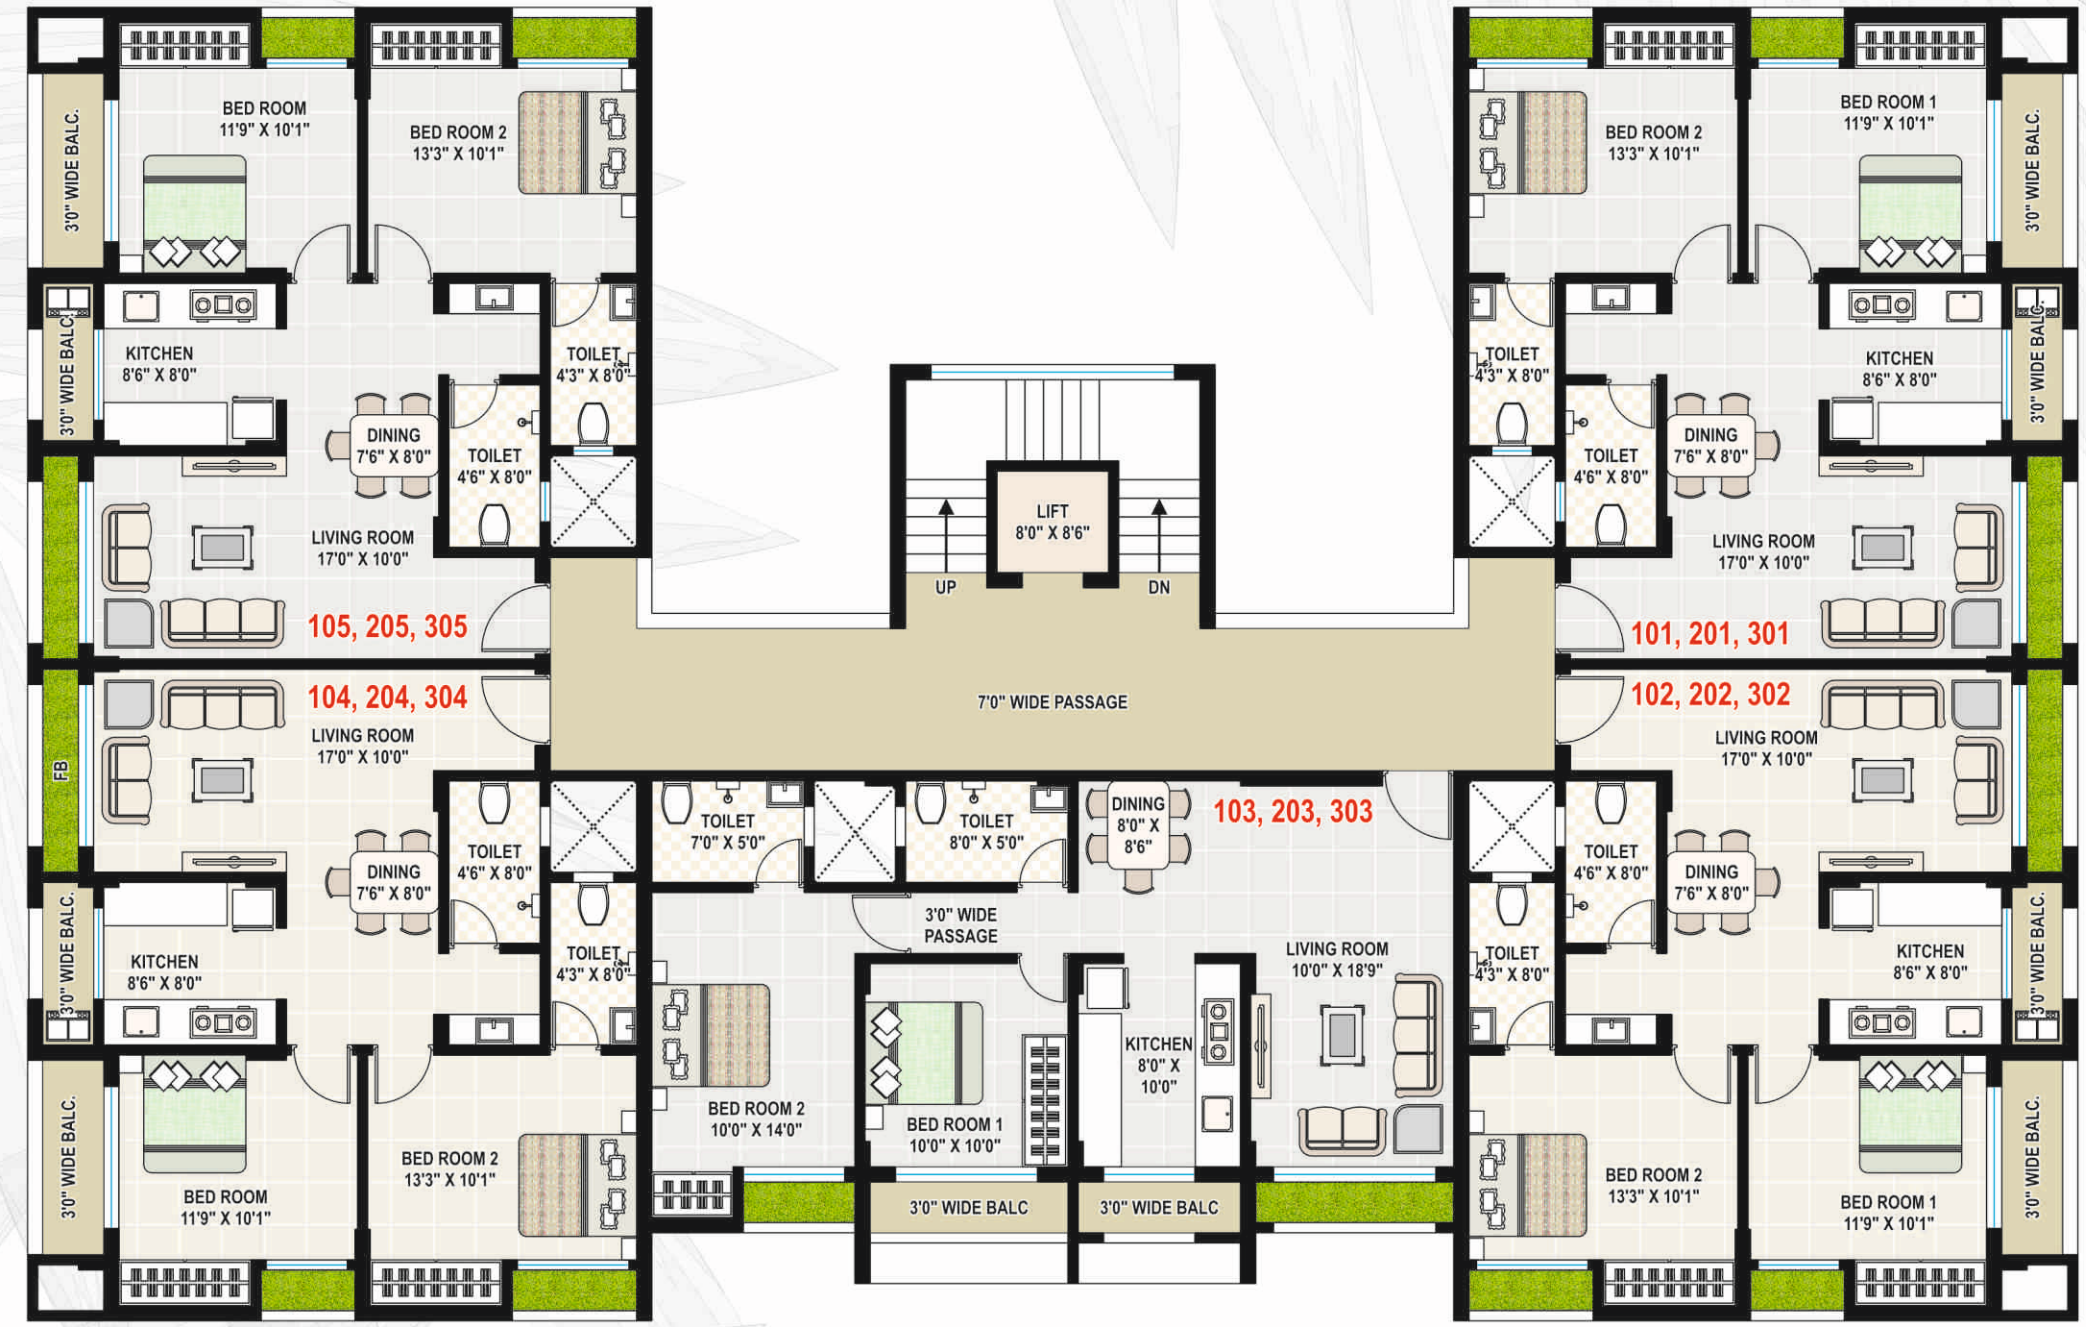 BED ROOM
11'9" X 10'1"
BED ROOM 2
13'3" X 10'1"
3'0" WIDE BALC.
3'0" WIDE BALC.
KITCHEN
8'6" X 8'0"
TOILET
4'3" X 8'0"
DINING
7'6" X 8'0"
TOILET
4'6" X 8'0"
LIVING ROOM
17'0" X 10'0"
105, 205, 305
BED ROOM 2
13'3" X 10'1"
BED ROOM 1
11'9" X 10'1"
3'0" WIDE BALC.
3'0" WIDE BALC.
TOILET
4'3" X 8'0"
KITCHEN
8'6" X 8'0"
TOILET
4'6" X 8'0"
DINING
7'6" X 8'0"
LIVING ROOM
17'0" X 10'0"
101, 201, 301
LIFT
8'0" X 8'6"
UP
DN
7'0" WIDE PASSAGE
104, 204, 304
LIVING ROOM
17'0" X 10'0"
FB
DINING
7'6" X 8'0"
TOILET
4'6" X 8'0"
3'0" WIDE BALC.
KITCHEN
8'6" X 8'0"
TOILET
4'3" X 8'0"
3'0" WIDE BALC.
BED ROOM
11'9" X 10'1"
BED ROOM 2
13'3" X 10'1"
TOILET
7'0" X 5'0"
TOILET
8'0" X 5'0"
DINING
8'0" X
8'6"
103, 203, 303
3'0" WIDE
PASSAGE
LIVING ROOM
10'0" X 18'9"
KITCHEN
8'0" X
10'0"
BED ROOM 2
10'0" X 14'0"
BED ROOM 1
10'0" X 10'0"
3'0" WIDE BALC
3'0" WIDE BALC
102, 202, 302
LIVING ROOM
17'0" X 10'0"
TOILET
4'6" X 8'0"
DINING
7'6" X 8'0"
TOILET
4'3" X 8'0"
KITCHEN
8'6" X 8'0"
3'0" WIDE BALC.
3'0" WIDE BALC.
BED ROOM 2
13'3" X 10'1"
BED ROOM 1
11'9" X 10'1"